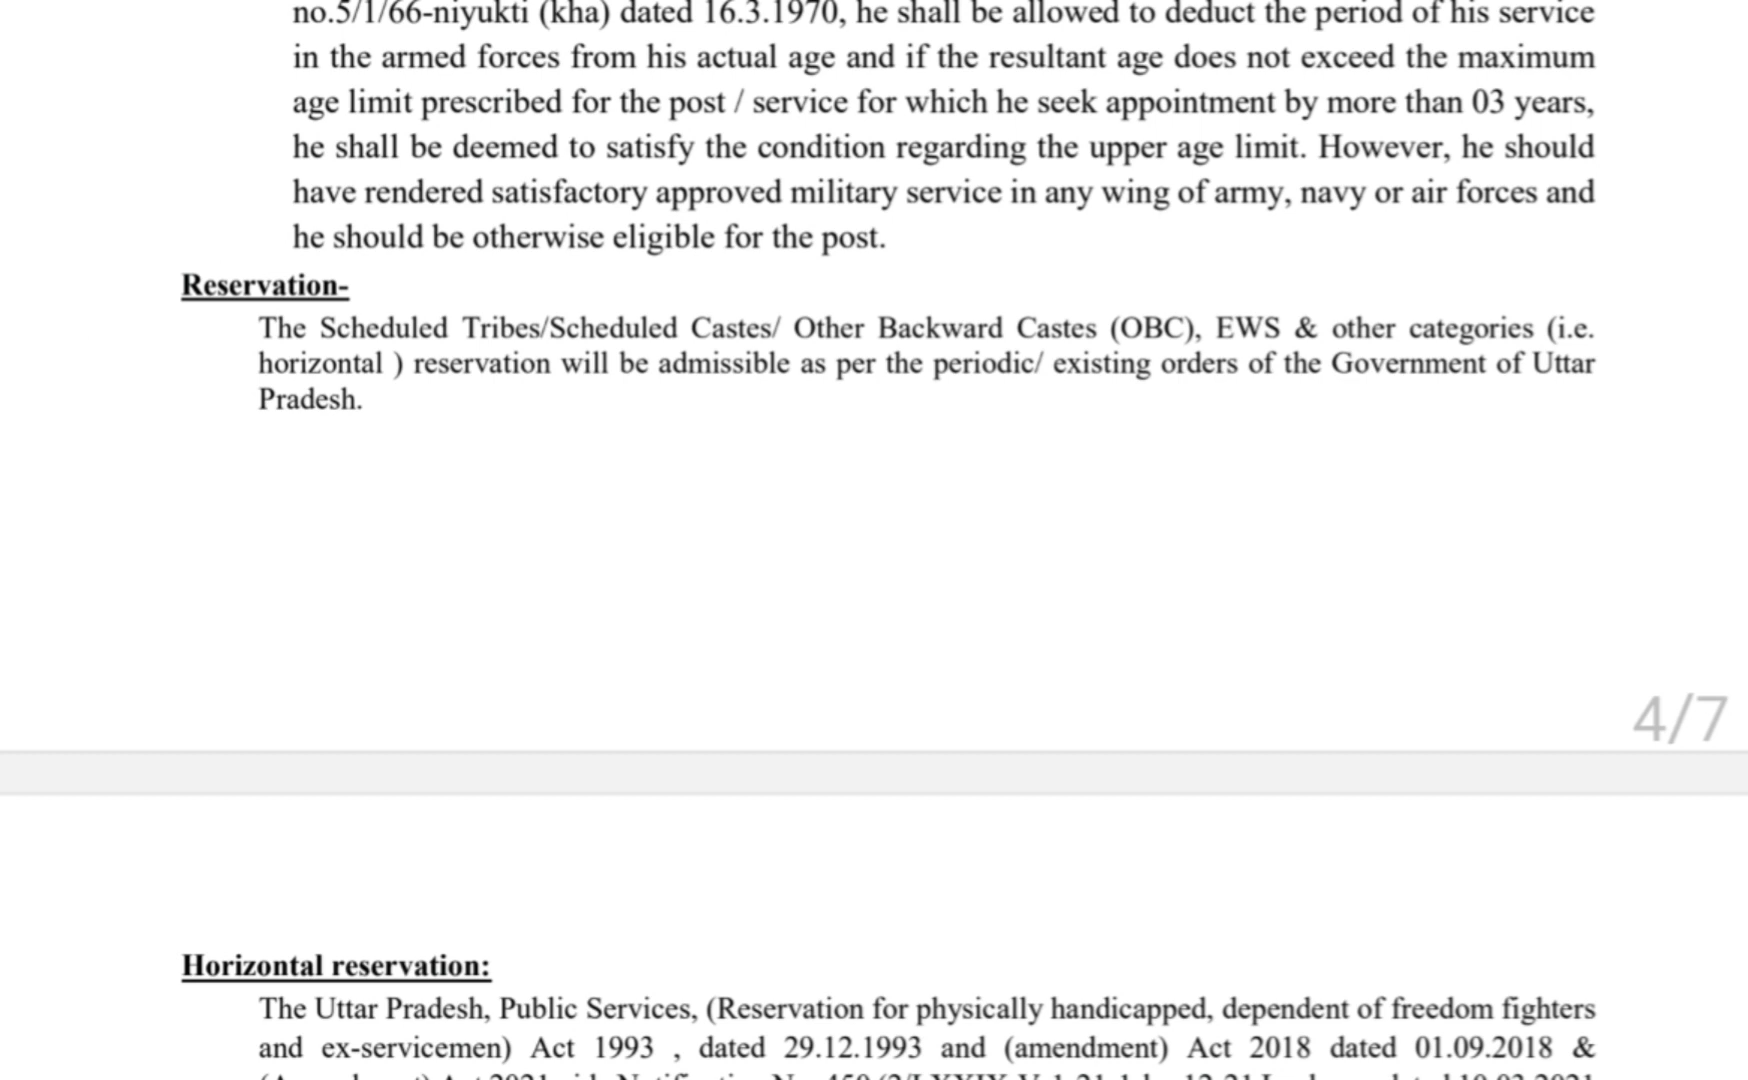 no.5/1/66-niyukti (kha) dated 16.3.1970, he shall be allowed to deduct the period of his service
in the armed forces from his actual age and if the resultant age does not exceed the maximum
age limit prescribed for the post / service for which he seek appointment by more than 03 years,
he shall be deemed to satisfy the condition regarding the upper age limit. However, he should
have rendered satisfactory approved military service in any wing of army, navy or air forces and
he should be otherwise eligible for the post.
Reservation-
The Scheduled Tribes/Scheduled Castes/ Other Backward Castes (OBC), EWS & other categories (i.e.
horizontal ) reservation will be admissible as per the periodic/ existing orders of the Government of Uttar
Pradesh.
4/7
Horizontal reservation:
The Uttar Pradesh, Public Services, (Reservation for physically handicapped, dependent of freedom fighters
and ex-servicemen) Act 1993 , dated 29.12.1993 and (amendment) Act 2018 dated 01.09.2018 &